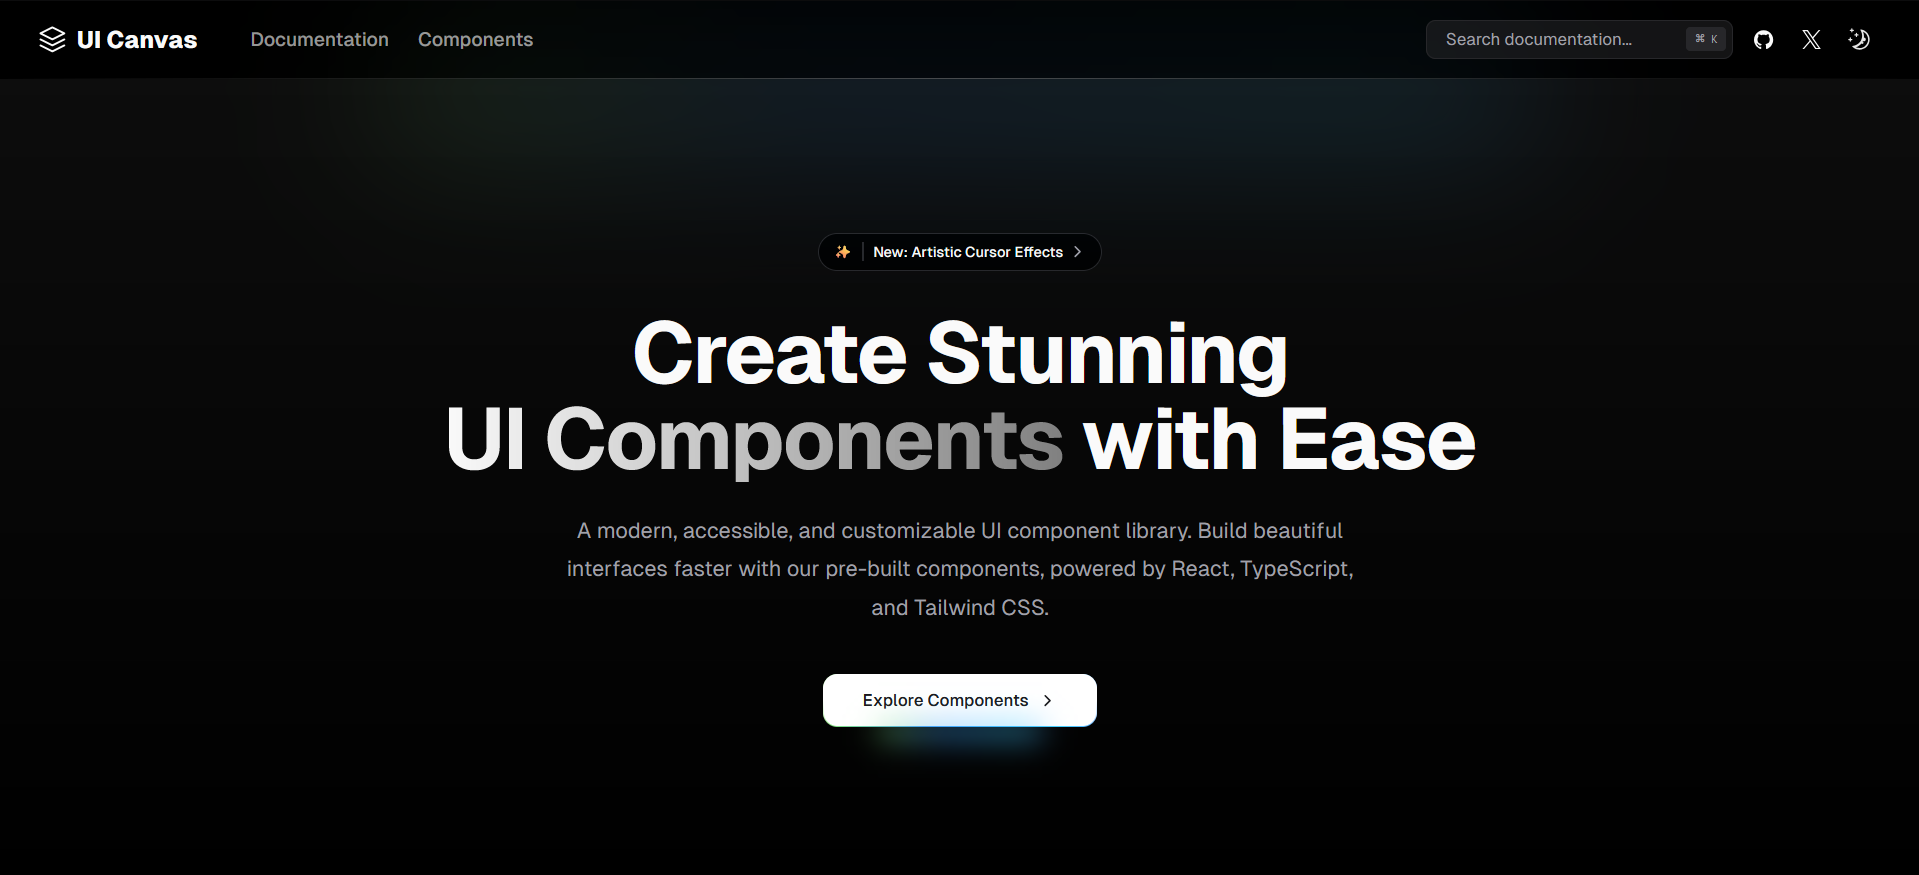 UI Canvas
Documentation
Components
Search documentation...
⌘ K
New: Artistic Cursor Effects
Create Stunning
UI Components with Ease
A modern, accessible, and customizable UI component library. Build beautiful
interfaces faster with our pre-built components, powered by React, TypeScript,
and Tailwind CSS.
Explore Components